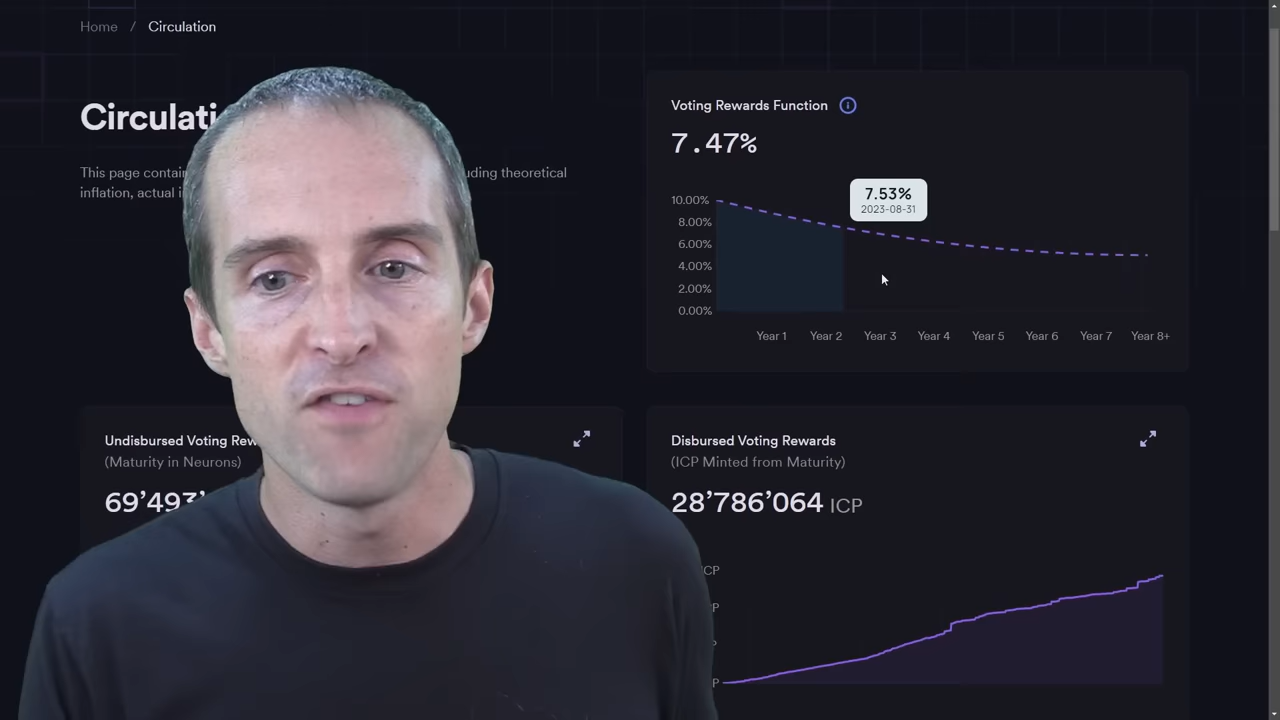 Home / Circulation
Circulati
This page contain uding theoretical
inflation, actual i
Voting Rewards Function
7.47%
7.53%
2023-08-31
10.00%
8.00%
6.00%
4.00%
2.00%
0.00%
Year 1 Year 2 Year 3 Year 4 Year 5 Year 6 Year 7 Year 8+
Undisbursed Voting Rew
(Maturity in Neurons)
69’493’
Disbursed Voting Rewards
(ICP Minted from Maturity)
28’786’064 ICP
ICP
P
P